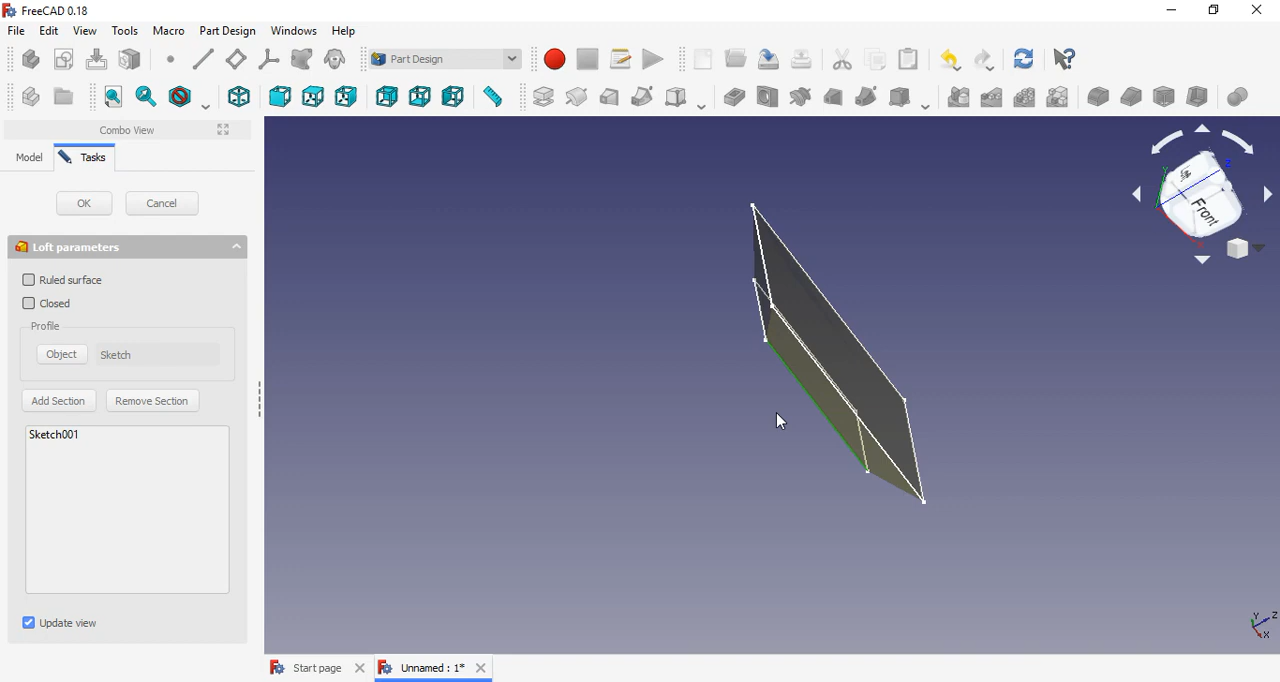 FreeCAD 0.18
File Edit View Tools Macro Part Design Windows Help
Part Design
Combo View
Model Tasks
OK Cancel
Loft parameters
Ruled surface
Closed
Profile
Object Sketch
Add Section Remove Section
Sketch001
Update view
Front
Z
Y Z
X
Start page Unnamed : 1*